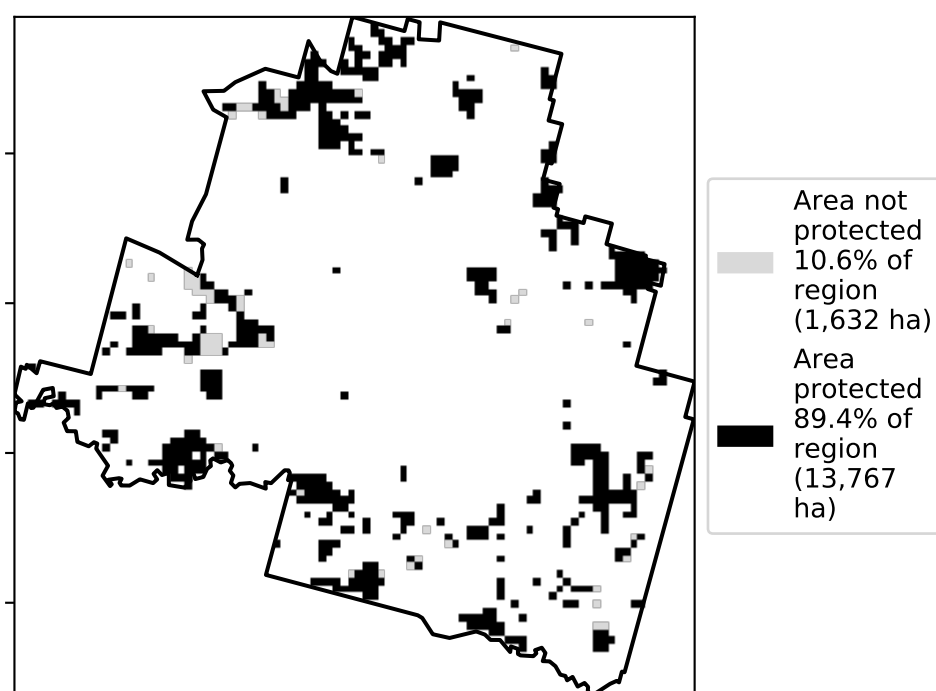 Area not
protected
10.6% of
region
(1,632 ha)
Area
protected
89.4% of
region
(13,767
ha)